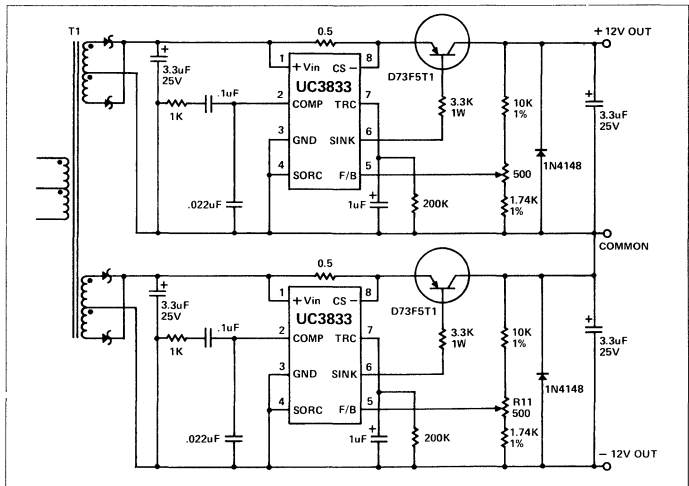 T1
0.5
+ 12V OUT
3.3uF
25V
.1uF
1K
.022uF
1
+ Vin
CS −
8
UC3833
2
COMP
TRC
7
3
GND
SINK
6
4
SORC
F/B
5
D73F5T1
3.3K
1W
10K
1%
500
1.74K
1%
1uF
200K
1N4148
3.3uF
25V
COMMON
0.5
3.3uF
25V
.1uF
1K
.022uF
1
+ Vin
CS −
8
UC3833
2
COMP
TRC
7
3
GND
SINK
6
4
SORC
F/B
5
D73F5T1
3.3K
1W
10K
1%
R11
500
1.74K
1%
1uF
200K
1N4148
3.3uF
25V
− 12V OUT